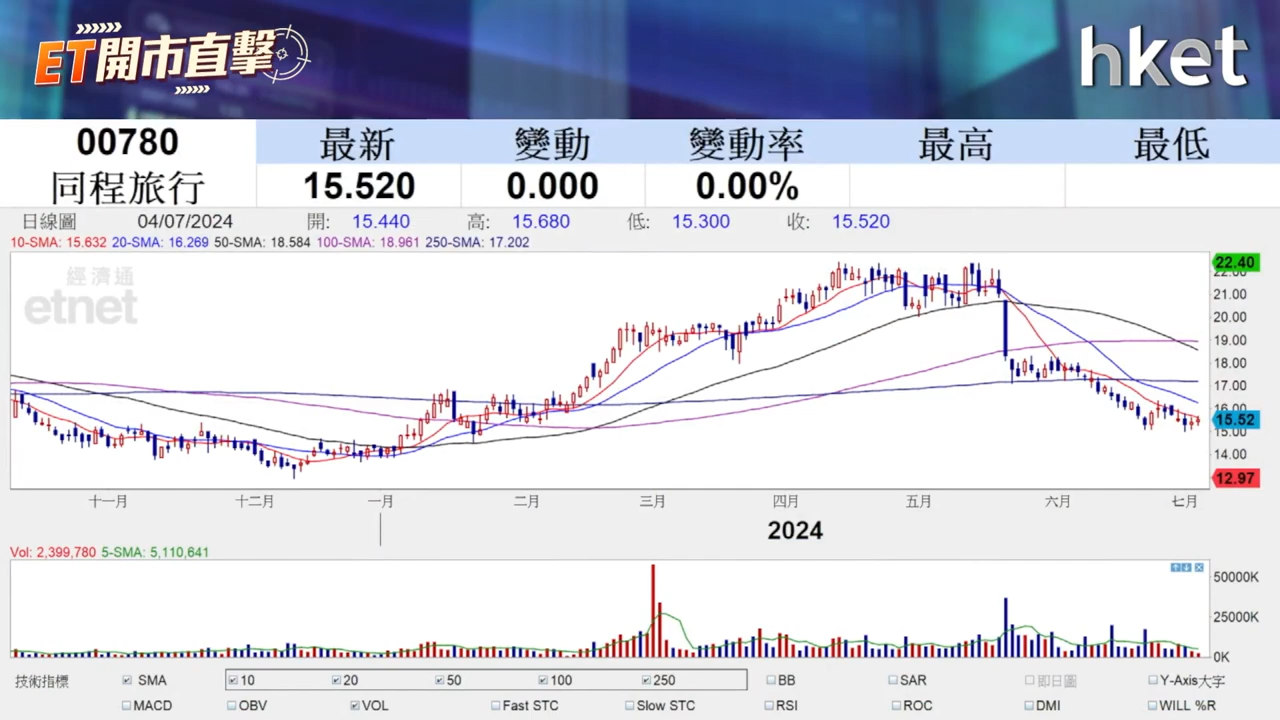 ET開市直擊
hket
00780 最新 變動 變動率 最高 最低
同程旅行 15.520 0.000 0.00%
日線圖 04/07/2024 開: 15.440 高: 15.680 低: 15.300 收: 15.520
10-SMA: 15.632 20-SMA: 16.269 50-SMA: 18.584 100-SMA: 18.961 250-SMA: 17.202
經濟通
etnet
22.40
22.00
21.00
20.00
19.00
18.00
17.00
16.00
15.52
15.00
14.00
12.97
十一月 十二月 一月 二月 三月 四月 五月 六月 七月
2024
Vol: 2,399,780 5-SMA: 5,110,641
50000K
25000K
0K
技術指標 SMA 10 20 50 100 250 BB SAR 即日圖 Y-Axis大字
MACD OBV VOL Fast STC Slow STC RSI ROC DMI WILL %R